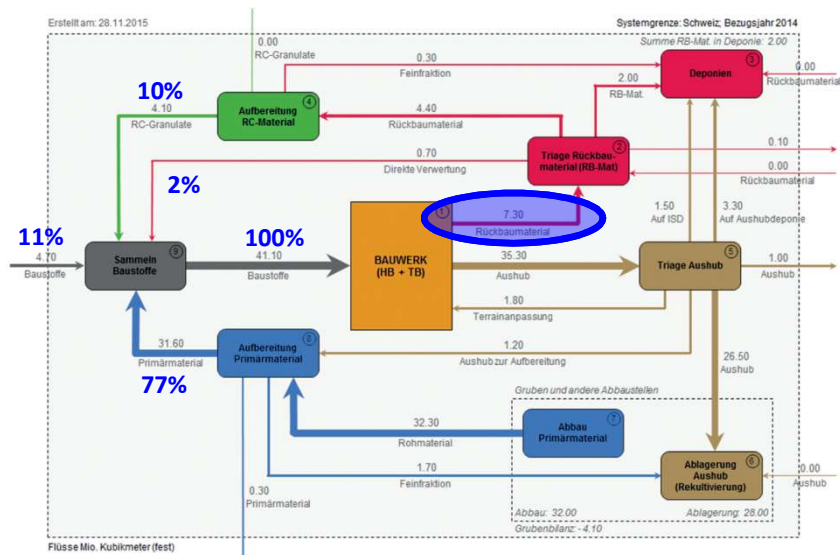 Erstellt am: 28.11.2015
Systemgrenze: Schweiz; Bezugsjahr 2014
Summe RB-Mat. in Deponie: 2.00
0.00
RC-Granulate
0.30
Feinfraktion
Deponien
3
0.00
Rückbaumaterial
2.00
RB-Mat.
10%
4.10
RC-Granulate
Aufbereitung
RC-Material
4
4.40
Rückbaumaterial
Triage Rückbau-
material (RB-Mat)
2
0.10
0.00
Rückbaumaterial
0.70
Direkte Verwertung
2%
1.50
Auf ISD
3.30
Auf Aushubdeponie
11%
4.70
Baustoffe
Sammeln
Baustoffe
9
100%
41.10
Baustoffe
BAUWERK
(HB + TB)
1
7.30
Rückbaumaterial
35.30
Aushub
Triage Aushub
5
1.00
Aushub
1.80
Terrainanpassung
31.60
Primärmaterial
77%
Aufbereitung
Primärmaterial
8
1.20
Aushub zur Aufbereitung
26.50
Aushub
Gruben und andere Abbaustellen
32.30
Rohmaterial
Abbau
Primärmaterial
7
1.70
Feinfraktion
Ablagerung
Aushub
(Rekultivierung)
6
0.00
Aushub
0.30
Primärmaterial
Abbau: 32.00
Ablagerung: 28.00
Grubenbilanz: - 4.10
Flüsse Mio. Kubikmeter (fest)